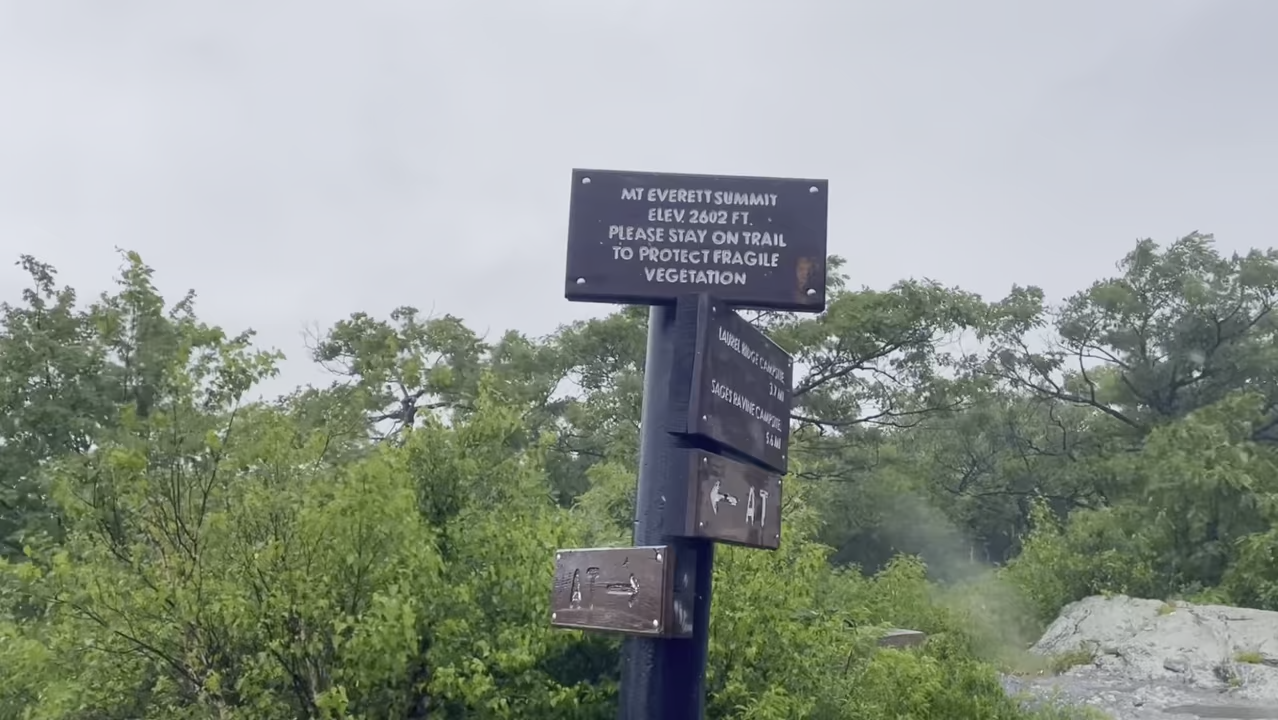 MT EVERETT SUMMIT
ELEV. 2602 FT.
PLEASE STAY ON TRAIL
TO PROTECT FRAGILE
VEGETATION
LAUREL RIDGE CAMPSITE
3.7 MI
SAGES RAVINE CAMPSITE
5.6 MI
← AT
AT →